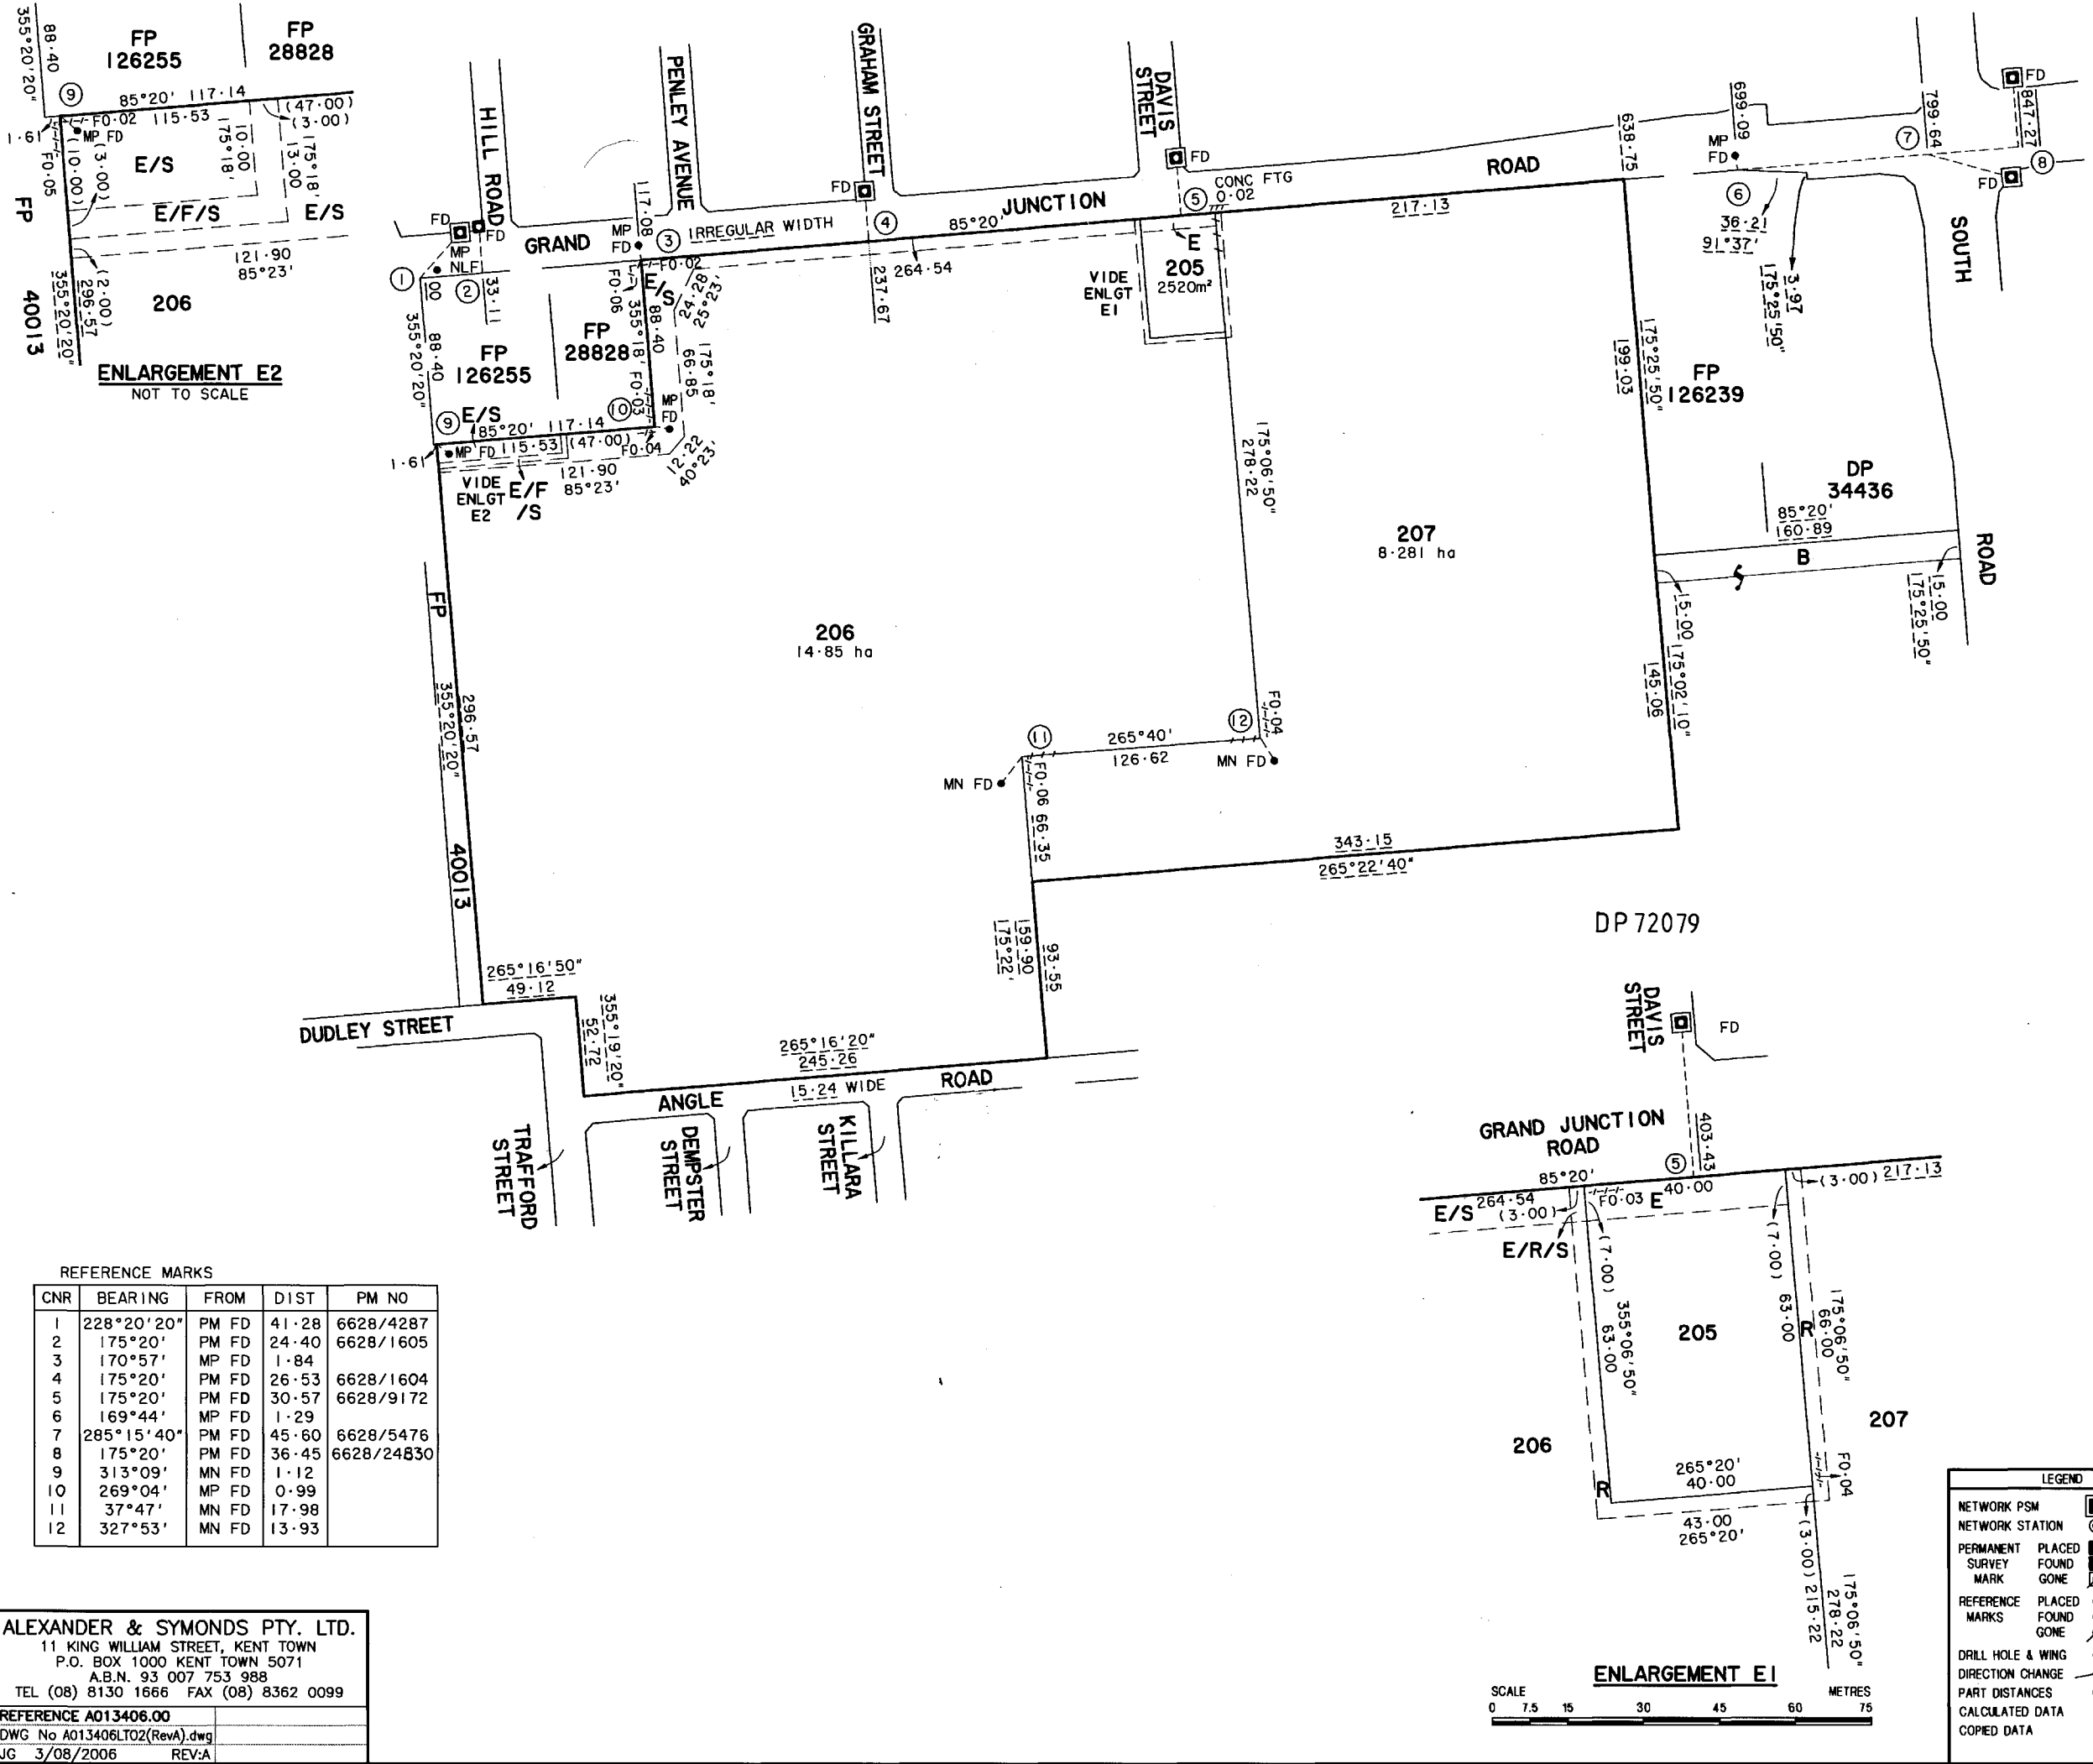 88·40
355°20'20"
FP
126255
FP
28828
9
85°20' 117·14
1·61
F0·02 115·53
(47·00)
(3·00)
MP FD
F0·05
(10·00)
(3·00)
E/S
10·00
175°18'
13·00
175°18'
E/F/S
E/S
121·90
85°23'
FP
40013
(2·00)
296·57
355°20'20"
206
ENLARGEMENT E2
NOT TO SCALE
HILL ROAD
PENLEY AVENUE
GRAHAM STREET
DAVIS
STREET
FD
FD
MP
NLF
1
2
33·11
GRAND
117·08
MP
FD
3
IRREGULAR WIDTH
FD
4
JUNCTION
85°20'
FD
5
CONC FTG
0·02
ROAD
217·13
638·75
699·09
MP
FD
6
36·21
91°37'
3·97
175°25'50"
799·64
7
FD
847·27
8
FD
SOUTH
ROAD
264·54
237·67
E
205
2520m²
VIDE
ENLGT
E1
F0·02
E/S
F0·06
355°18'
88·40
F0·03
24·28
25°23'
175°18'
66·85
355°20'20"
88·40
FP
126255
FP
28828
9
E/S
85°20' 117·14
10
MP
FD
1·61
MP FD 115·53
(47·00)
F0·04
12·22
40°23'
121·90
85°23'
VIDE
ENLGT
E2
E/F
/S
175°06'50"
278·22
207
8·281 ha
199·03
175°25'50"
FP
126239
DP
34436
85°20'
160·89
B
15·00
175°25'50"
15·00
175°02'10"
145·06
206
14·85 ha
FP
40013
296·57
355°20'20"
11
265°40'
126·62
12
F0·04
MN FD
MN FD
F0·06
66·35
343·15
265°22'40"
159·90
175°22'
93·55
265°16'50"
49·12
DUDLEY STREET
355°19'20"
52·72
265°16'20"
245·26
15·24 WIDE
ANGLE
ROAD
TRAFFORD
STREET
DEMPSTER
STREET
KILLARA
STREET
DP 72079
DAVIS
STREET
FD
403·43
GRAND JUNCTION
ROAD
85°20'
5
E/S
264·54
(3·00)
F0·03
E
40·00
(3·00)
217·13
E/R/S
(7·00)
355°06'50"
63·00
(7·00)
63·00
R
175°06'50"
66·00
205
206
207
R
265°20'
40·00
43·00
265°20'
F0·04
(3·00)
215·22
175°06'50"
278·22
ENLARGEMENT E1
SCALE METRES
0 7.5 15 30 45 60 75
REFERENCE MARKS
CNR BEARING FROM DIST PM NO
1 228°20'20" PM FD 41·28 6628/4287
2 175°20' PM FD 24·40 6628/1605
3 170°57' MP FD 1·84
4 175°20' PM FD 26·53 6628/1604
5 175°20' PM FD 30·57 6628/9172
6 169°44' MP FD 1·29
7 285°15'40" PM FD 45·60 6628/5476
8 175°20' PM FD 36·45 6628/24830
9 313°09' MN FD 1·12
10 269°04' MP FD 0·99
11 37°47' MN FD 17·98
12 327°53' MN FD 13·93
ALEXANDER & SYMONDS PTY. LTD.
11 KING WILLIAM STREET, KENT TOWN
P.O. BOX 1000 KENT TOWN 5071
A.B.N. 93 007 753 988
TEL (08) 8130 1666 FAX (08) 8362 0099
REFERENCE A013406.00
DWG No A013406LT02(RevA).dwg
JG 3/08/2006 REV:A
LEGEND
NETWORK PSM
NETWORK STATION
PERMANENT PLACED
SURVEY FOUND
MARK GONE
REFERENCE PLACED
MARKS FOUND
GONE
DRILL HOLE & WING
DIRECTION CHANGE
PART DISTANCES
CALCULATED DATA
COPIED DATA